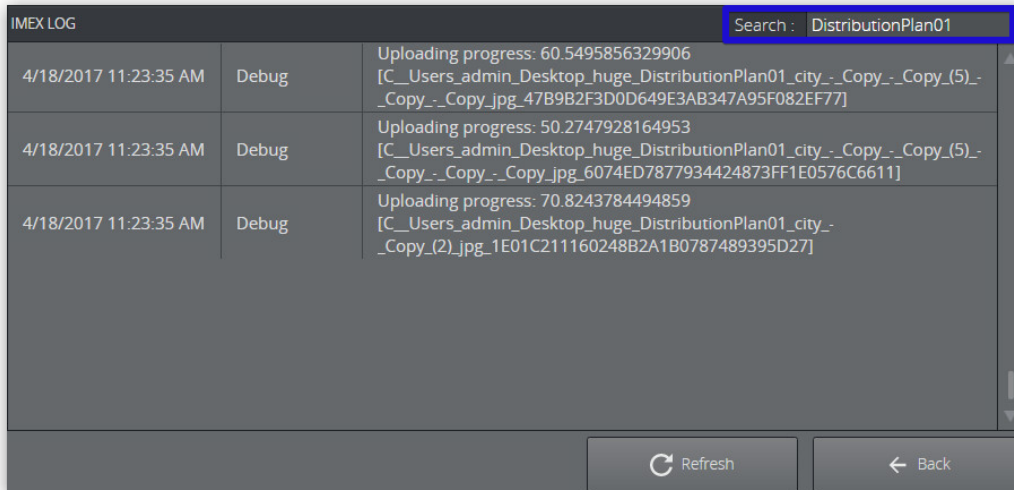 IMEX LOG
Search : DistributionPlan01
4/18/2017 11:23:35 AM Debug Uploading progress: 60.5495856329906
[C__Users_admin_Desktop_huge_DistributionPlan01_city_-_Copy_-_Copy_(5)_-
_Copy_-_Copy_jpg_47B9B2F3D0D649E3AB347A95F082EF77]
4/18/2017 11:23:35 AM Debug Uploading progress: 50.2747928164953
[C__Users_admin_Desktop_huge_DistributionPlan01_city_-_Copy_-_Copy_(5)_-
_Copy_-_Copy_-_Copy_jpg_6074ED7877934424873FF1E0576C6611]
4/18/2017 11:23:35 AM Debug Uploading progress: 70.8243784494859
[C__Users_admin_Desktop_huge_DistributionPlan01_city_-
_Copy_(2)_jpg_1E01C211160248B2A1B0787489395D27]
Refresh
Back